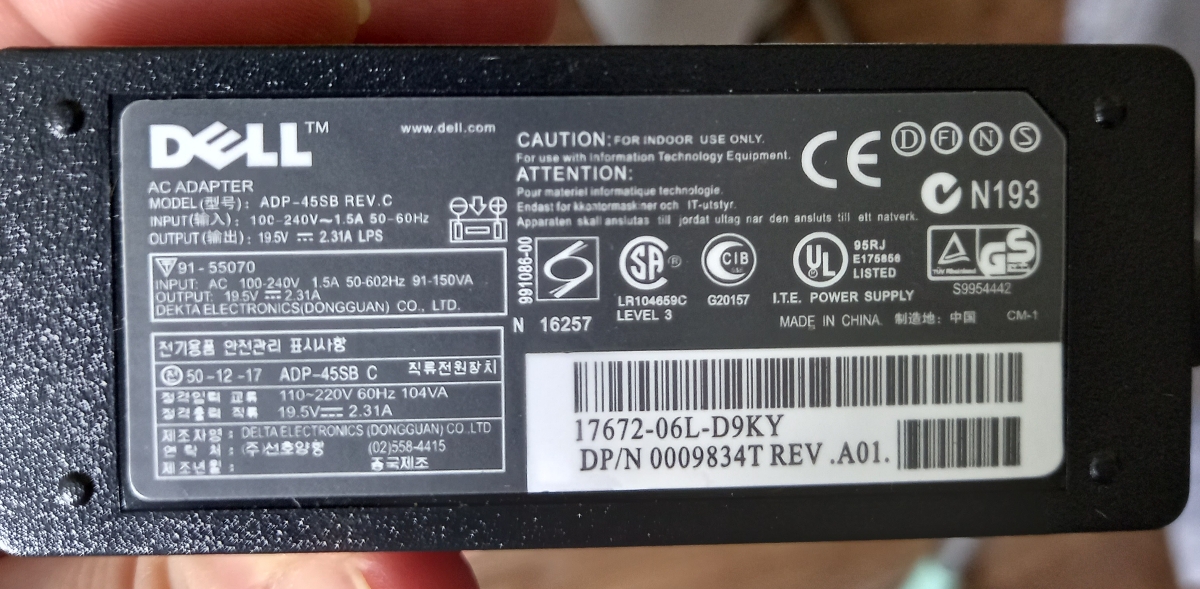 DELL™
www.dell.com
AC ADAPTER
MODEL(型号): ADP-45SB REV.C
INPUT(输入): 100-240V~1.5A 50-60Hz
OUTPUT(输出): 19.5V ⎓ 2.31A LPS
91-55070
INPUT: AC 100-240V 1.5A 50-602Hz 91-150VA
OUTPUT: 19.5V ⎓ 2.31A
DEKTA ELECTRONICS(DONGGUAN) CO., LTD.
전기용품 안전관리 표시사항
50-12-17 ADP-45SB C 직류전원장치
정격입력 교류 110~220V 60Hz 104VA
정격출력 직류 19.5V⎓ 2.31A
제조자명: DELTA ELECTRONICS (DONGGUAN) CO.,LTD
연락처: (주)선호양행 (02)558-4415
제조년월: 중국제조
CAUTION: FOR INDOOR USE ONLY.
For use with Information Technology Equipment.
ATTENTION:
Pour materiel informatique technologie.
Endast for kkontormaskiner och IT-utstyr.
Apparaten skall anslutas till jordat ultag nar den ansluts till ett natverk.
CE
D FI N S
N193
991086-00
N 16257
SA ®
LR104659C
LEVEL 3
CIB
G20157
UL
95RJ
E175856
LISTED
I.T.E. POWER SUPPLY
TUV Rheinland
GS
S9954442
MADE IN CHINA. 制造地: 中国 CM-1
17672-06L-D9KY
DP/N 0009834T REV .A01.